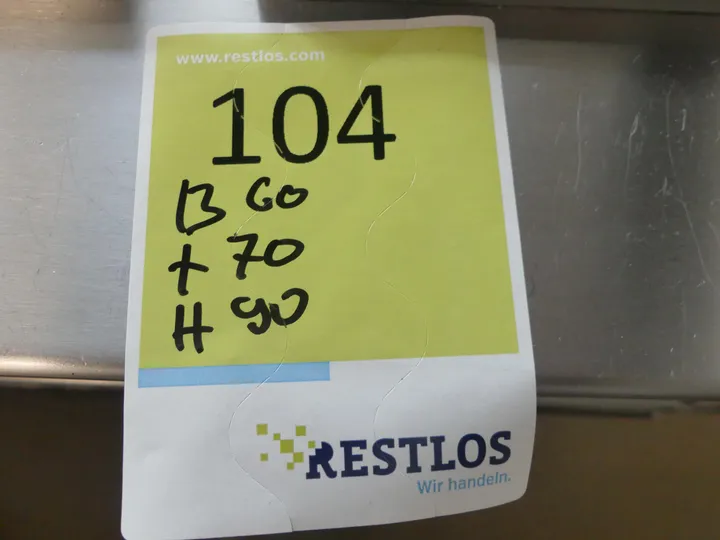 www.restlos.com
104
B 60
T 70
H 90
RESTLOS
Wir handeln.